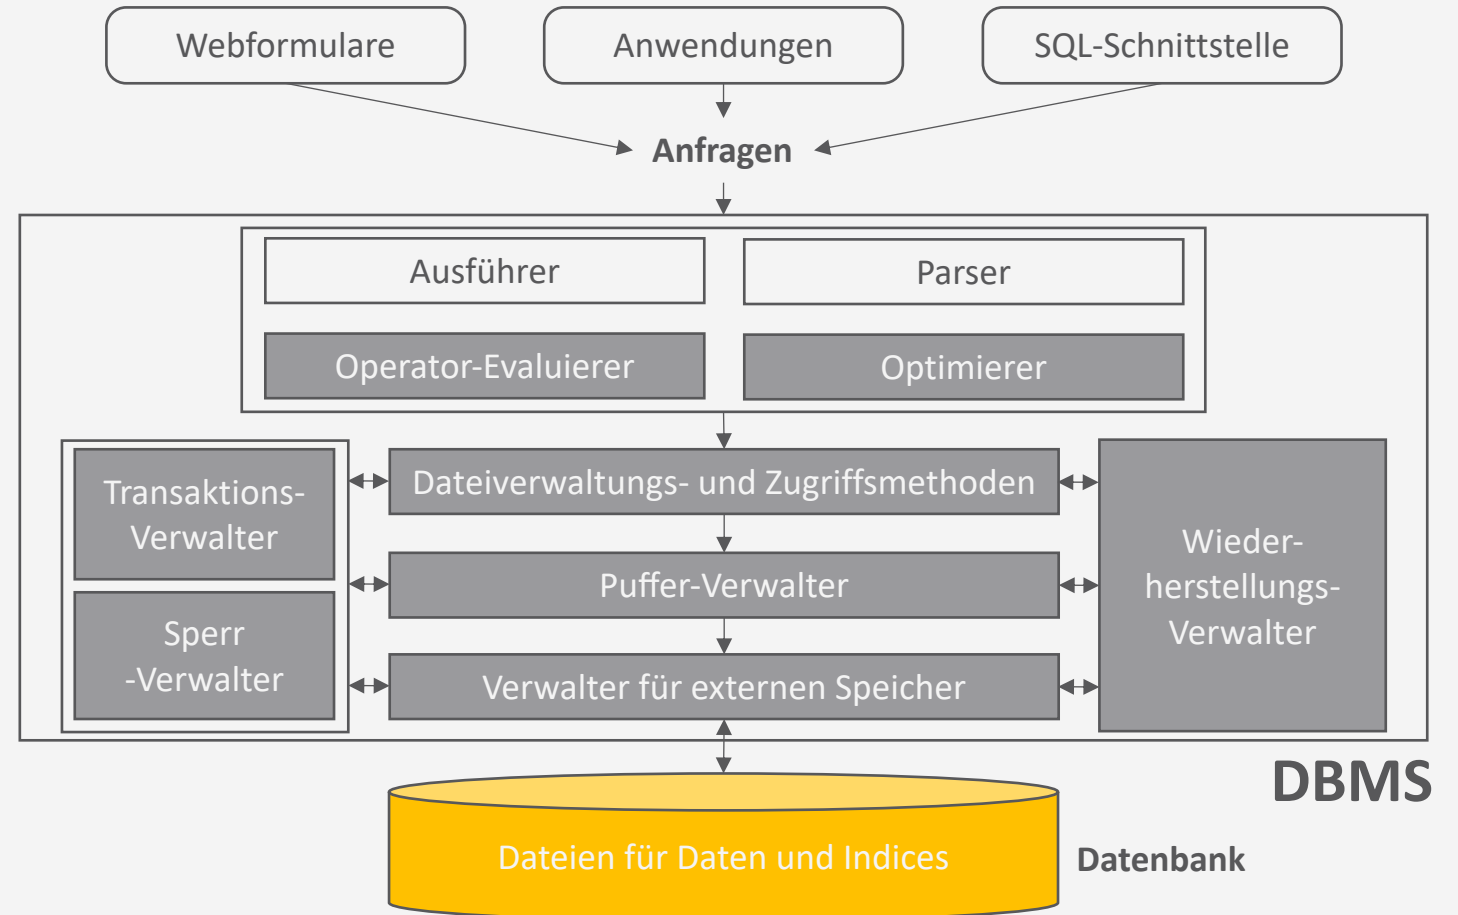 Webformulare
Anwendungen
SQL-Schnittstelle
Anfragen
Ausführer
Parser
Operator-Evaluierer
Optimierer
Transaktions-
Verwalter
Sperr
-Verwalter
Dateiverwaltungs- und Zugriffsmethoden
Puffer-Verwalter
Verwalter für externen Speicher
Wieder-
herstellungs-
Verwalter
DBMS
Dateien für Daten und Indices
Datenbank